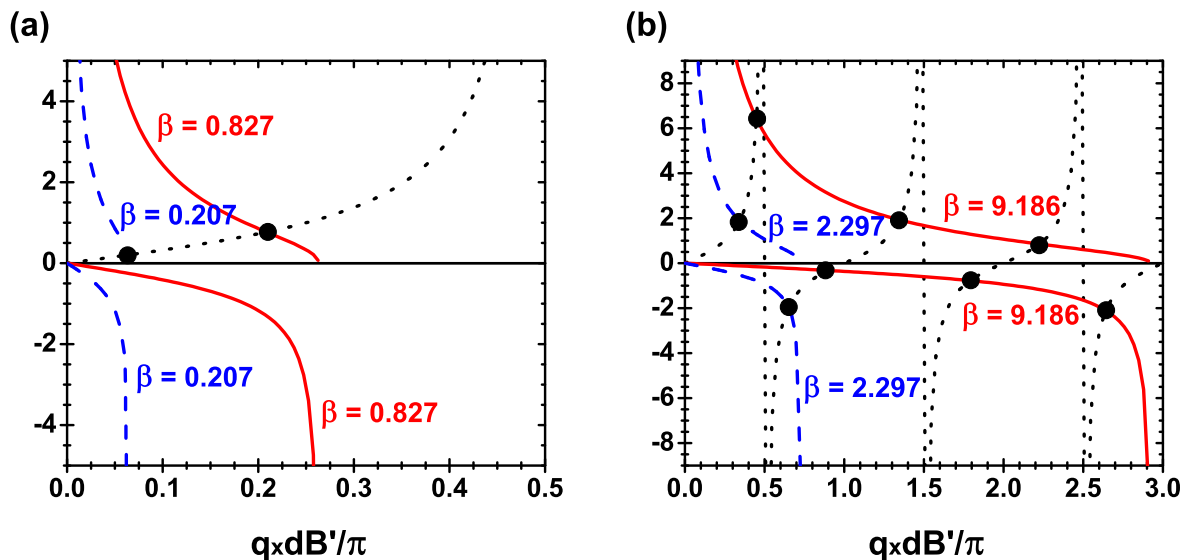 (a)
4
2
0
-2
-4
β = 0.827
β = 0.207
β = 0.207
β = 0.827
0.0 0.1 0.2 0.3 0.4 0.5
qxdB'/π
(b)
8
6
4
2
0
-2
-4
-6
-8
β = 9.186
β = 2.297
β = 9.186
β = 2.297
0.0 0.5 1.0 1.5 2.0 2.5 3.0
qxdB'/π